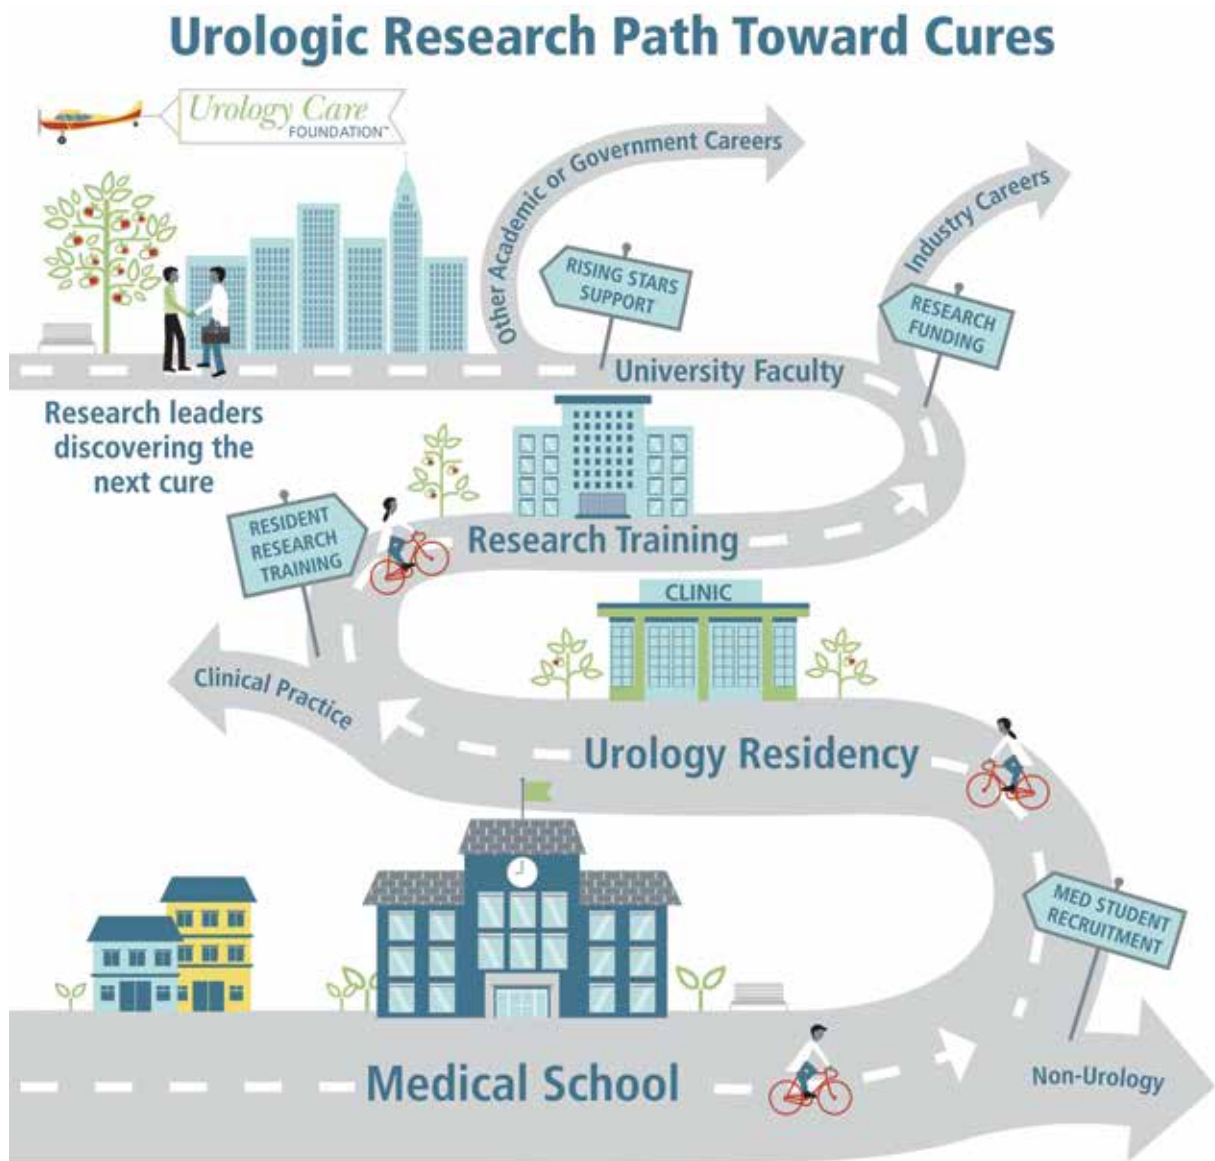 Urologic Research Path Toward Cures
Urology Care
FOUNDATION™
Other Academic or Government Careers
Industry Careers
RISING STARS
SUPPORT
RESEARCH
FUNDING
University Faculty
Research leaders
discovering the
next cure
RESIDENT
RESEARCH
TRAINING
Research Training
CLINIC
Clinical Practice
Urology Residency
MED STUDENT
RECRUITMENT
Medical School
Non-Urology